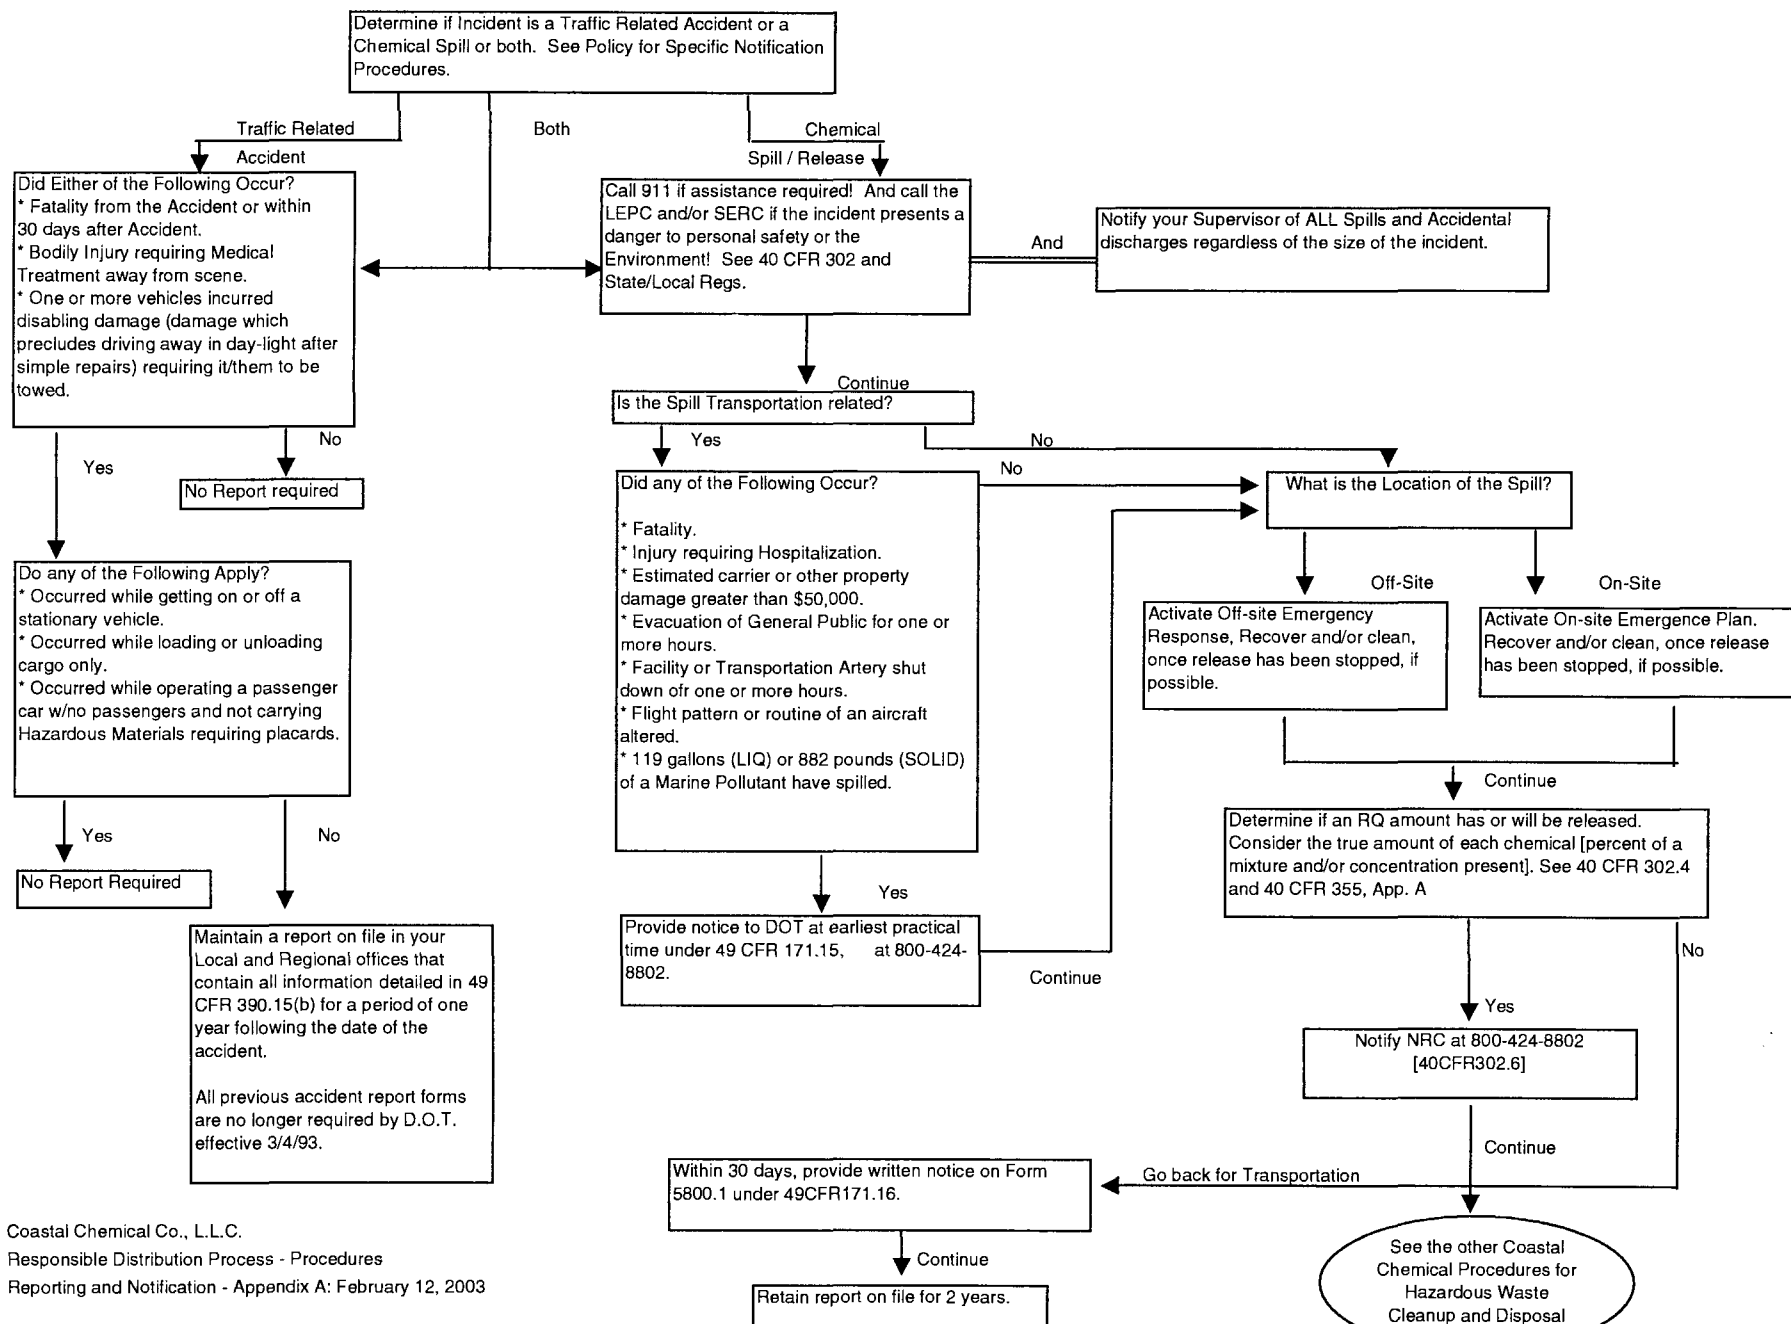 Determine if Incident is a Traffic Related Accident or a
Chemical Spill or both. See Policy for Specific Notification
Procedures.
Traffic Related
Accident
Both
Chemical
Spill / Release
Did Either of the Following Occur?
* Fatality from the Accident or within
30 days after Accident.
* Bodily Injury requiring Medical
Treatment away from scene.
* One or more vehicles incurred
disabling damage (damage which
precludes driving away in day-light after
simple repairs) requiring it/them to be
towed.
Call 911 if assistance required! And call the
LEPC and/or SERC if the incident presents a
danger to personal safety or the
Environment! See 40 CFR 302 and
State/Local Regs.
And
Notify your Supervisor of ALL Spills and Accidental
discharges regardless of the size of the incident.
Continue
Is the Spill Transportation related?
Yes
No
No Report required
Yes
No
No
Did any of the Following Occur?
* Fatality.
* Injury requiring Hospitalization.
* Estimated carrier or other property
damage greater than $50,000.
* Evacuation of General Public for one or
more hours.
* Facility or Transportation Artery shut
down ofr one or more hours.
* Flight pattern or routine of an aircraft
altered.
* 119 gallons (LIQ) or 882 pounds (SOLID)
of a Marine Pollutant have spilled.
What is the Location of the Spill?
Off-Site
On-Site
Do any of the Following Apply?
* Occurred while getting on or off a
stationary vehicle.
* Occurred while loading or unloading
cargo only.
* Occurred while operating a passenger
car w/no passengers and not carrying
Hazardous Materials requiring placards.
Activate Off-site Emergency
Response, Recover and/or clean,
once release has been stopped, if
possible.
Activate On-site Emergence Plan.
Recover and/or clean, once release
has been stopped, if possible.
Continue
Yes
No
No Report Required
Determine if an RQ amount has or will be released.
Consider the true amount of each chemical [percent of a
mixture and/or concentration present]. See 40 CFR 302.4
and 40 CFR 355, App. A
Yes
Provide notice to DOT at earliest practical
time under 49 CFR 171.15, at 800-424-
8802.
Continue
No
Yes
Maintain a report on file in your
Local and Regional offices that
contain all information detailed in 49
CFR 390.15(b) for a period of one
year following the date of the
accident.
All previous accident report forms
are no longer required by D.O.T.
effective 3/4/93.
Notify NRC at 800-424-8802
[40CFR302.6]
Continue
Go back for Transportation
Within 30 days, provide written notice on Form
5800.1 under 49CFR171.16.
Continue
Retain report on file for 2 years.
See the other Coastal
Chemical Procedures for
Hazardous Waste
Cleanup and Disposal
Coastal Chemical Co., L.L.C.
Responsible Distribution Process - Procedures
Reporting and Notification - Appendix A: February 12, 2003